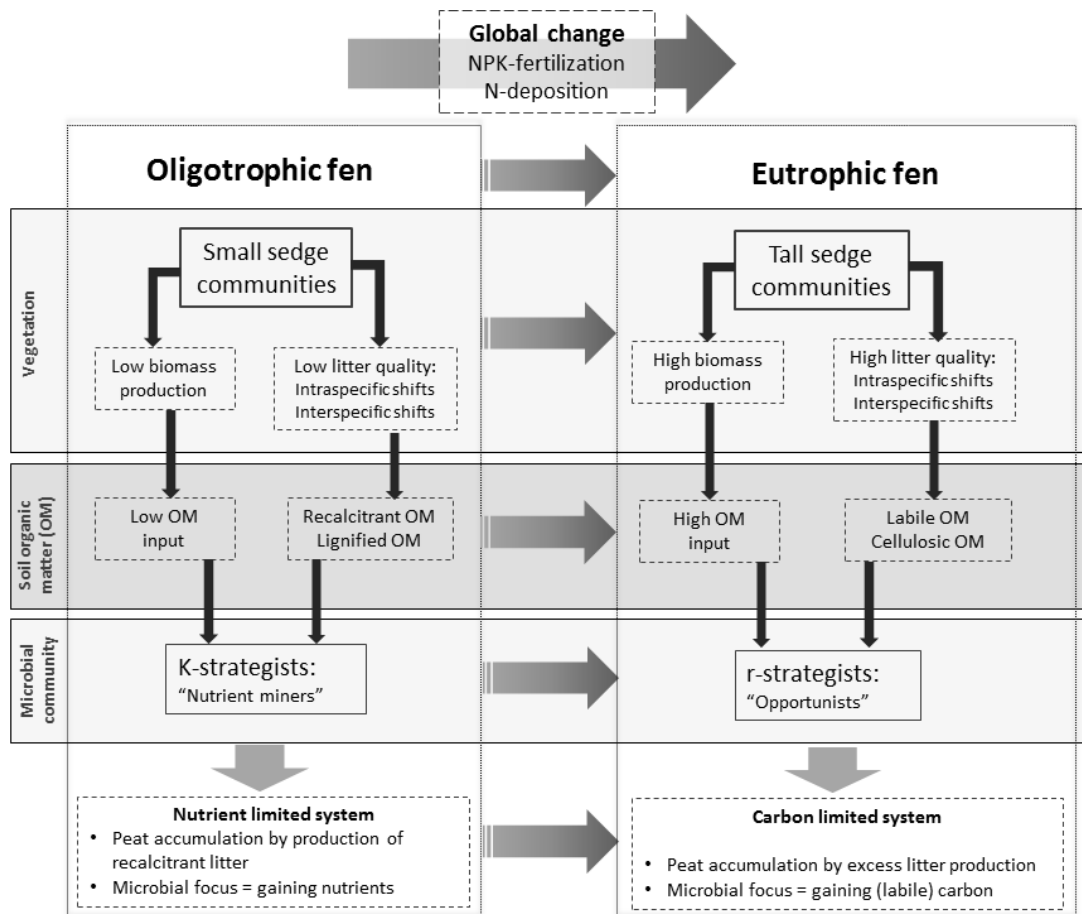 Global change
NPK-fertilization
N-deposition
Oligotrophic fen
Eutrophic fen
Vegetation
Small sedge
communities
Tall sedge
communities
Low biomass
production
Low litter quality:
Intraspecific shifts
Interspecific shifts
High biomass
production
High litter quality:
Intraspecific shifts
Interspecific shifts
Soil organic
matter (OM)
Low OM
input
Recalcitrant OM
Lignified OM
High OM
input
Labile OM
Cellulosic OM
Microbial
community
K-strategists:
“Nutrient miners”
r-strategists:
“Opportunists”
Nutrient limited system
• Peat accumulation by production of
recalcitrant litter
• Microbial focus = gaining nutrients
Carbon limited system
• Peat accumulation by excess litter production
• Microbial focus = gaining (labile) carbon